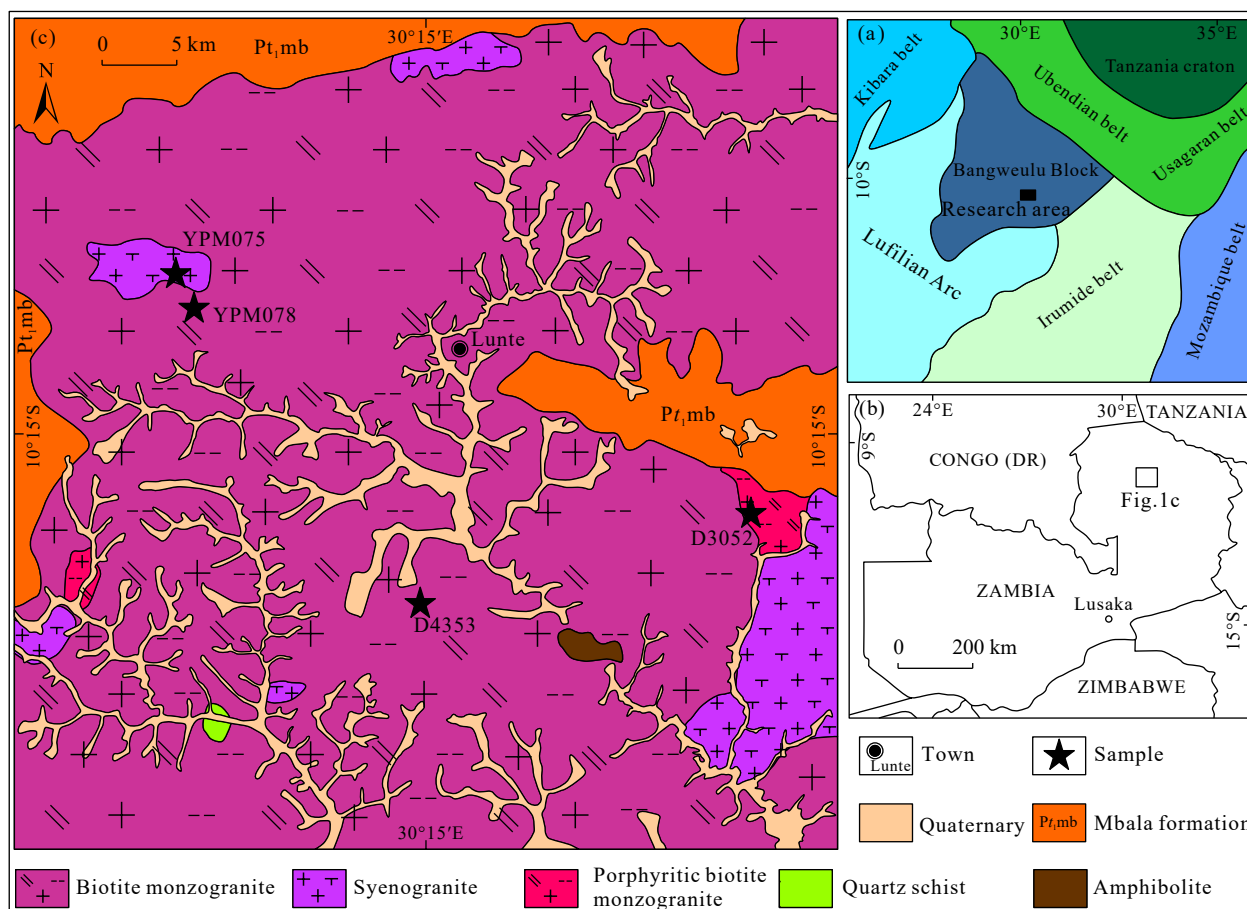 (c)
0 5 km
N
Pt₁mb
30°15′E
YPM075
YPM078
Pt₁mb
Lunte
Pt₁mb
10°15′S
10°15′S
D3052
D4353
30°15′E
(a)
30°E
35°E
Kibara belt
Tanzania craton
Ubendian belt
Usagaran belt
10°S
Bangweulu Block
Research area
Lufilian Arc
Irumide belt
Mozambique belt
(b)
24°E
30°E
TANZANIA
9°S
CONGO (DR)
Fig.1c
ZAMBIA
Lusaka
15°S
0 200 km
ZIMBABWE
Lunte
Town
Sample
Quaternary
Pt₁mb
Mbala formation
Biotite monzogranite
Syenogranite
Porphyritic biotite
monzogranite
Quartz schist
Amphibolite